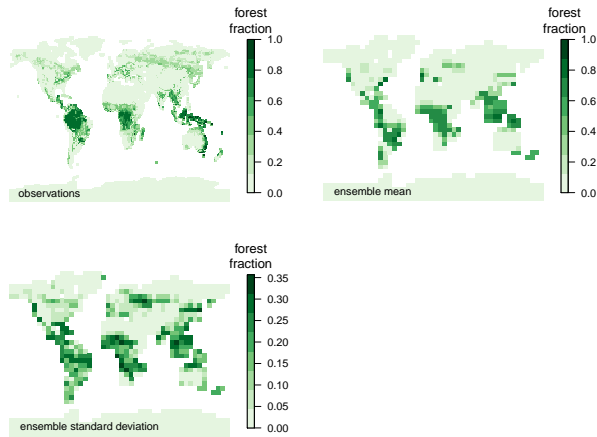 forest
fraction
1.0
0.8
0.6
0.4
0.2
0.0
observations
forest
fraction
1.0
0.8
0.6
0.4
0.2
0.0
ensemble mean
forest
fraction
0.35
0.30
0.25
0.20
0.15
0.10
0.05
0.00
ensemble standard deviation